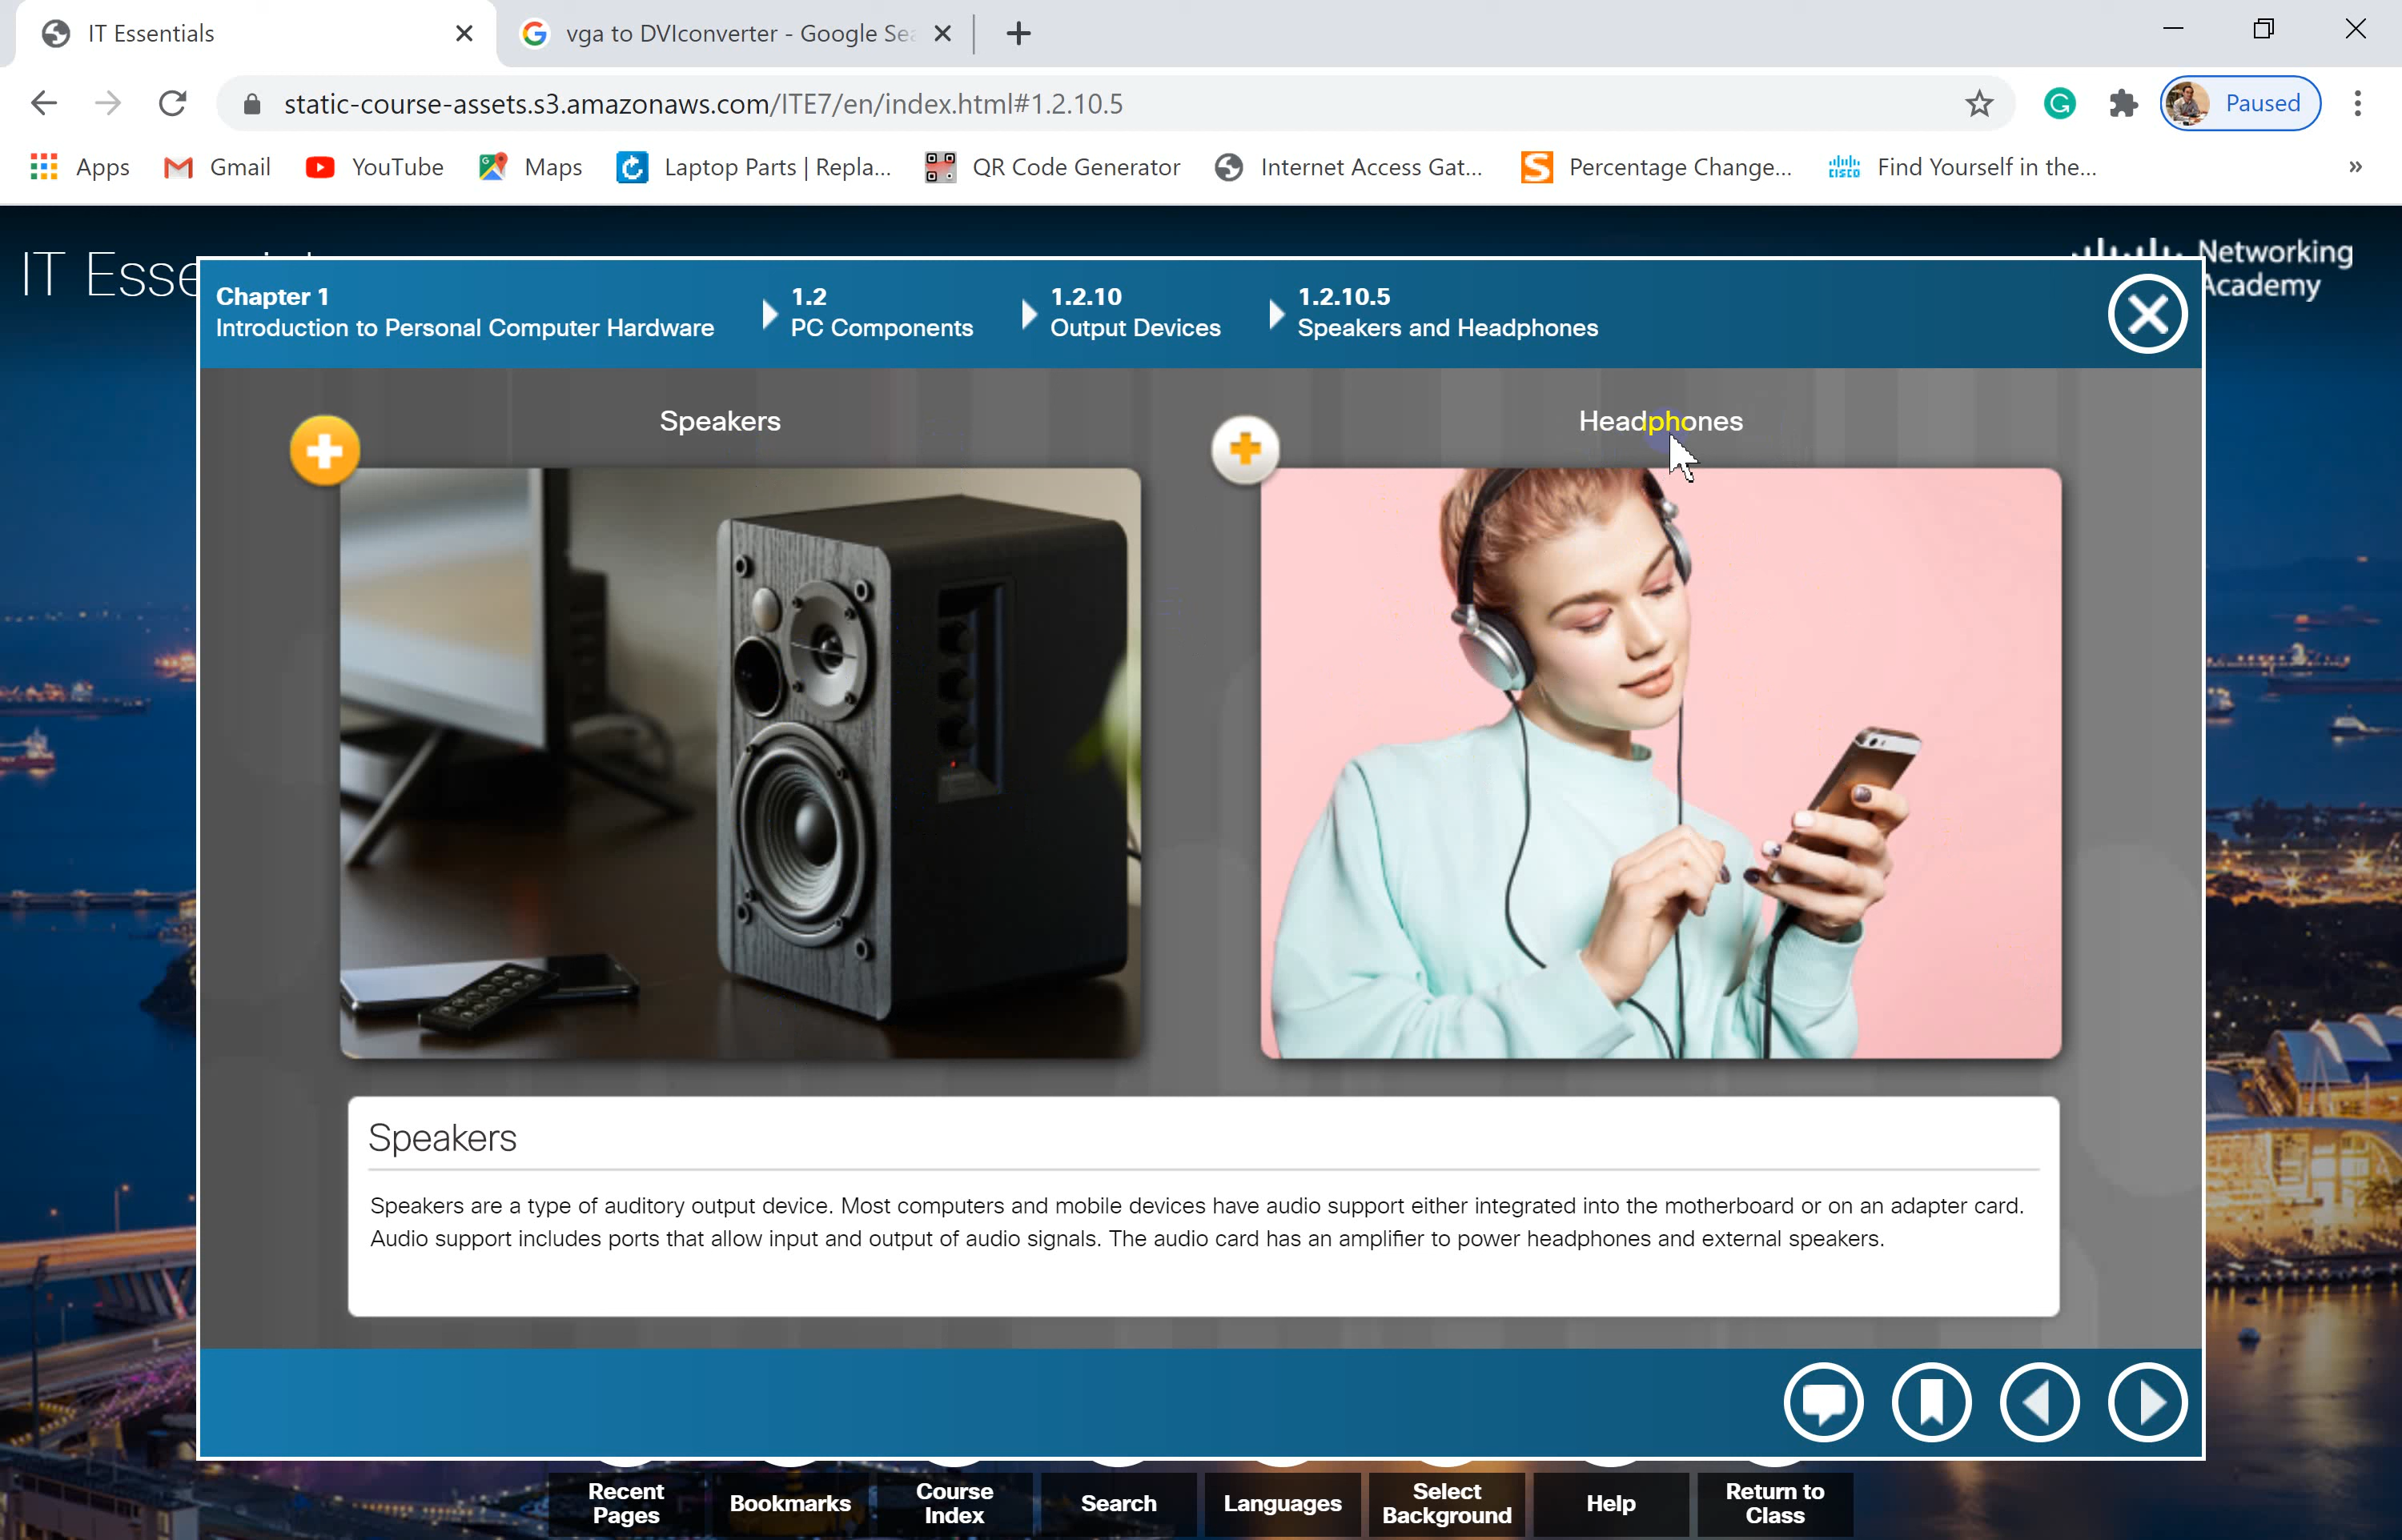 IT Essentials
vga to DVIconverter - Google Sea
static-course-assets.s3.amazonaws.com/ITE7/en/index.html#1.2.10.5
Paused
Apps
Gmail
YouTube
Maps
Laptop Parts | Repla...
QR Code Generator
Internet Access Gat...
Percentage Change...
CISCO
Find Yourself in the...
»
IT Esse
Networking
Academy
Chapter 1
Introduction to Personal Computer Hardware
1.2
PC Components
1.2.10
Output Devices
1.2.10.5
Speakers and Headphones
Speakers
Headphones
Speakers
Speakers are a type of auditory output device. Most computers and mobile devices have audio support either integrated into the motherboard or on an adapter card.
Audio support includes ports that allow input and output of audio signals. The audio card has an amplifier to power headphones and external speakers.
Recent
Pages
Bookmarks
Course
Index
Search
Languages
Select
Background
Help
Return to
Class